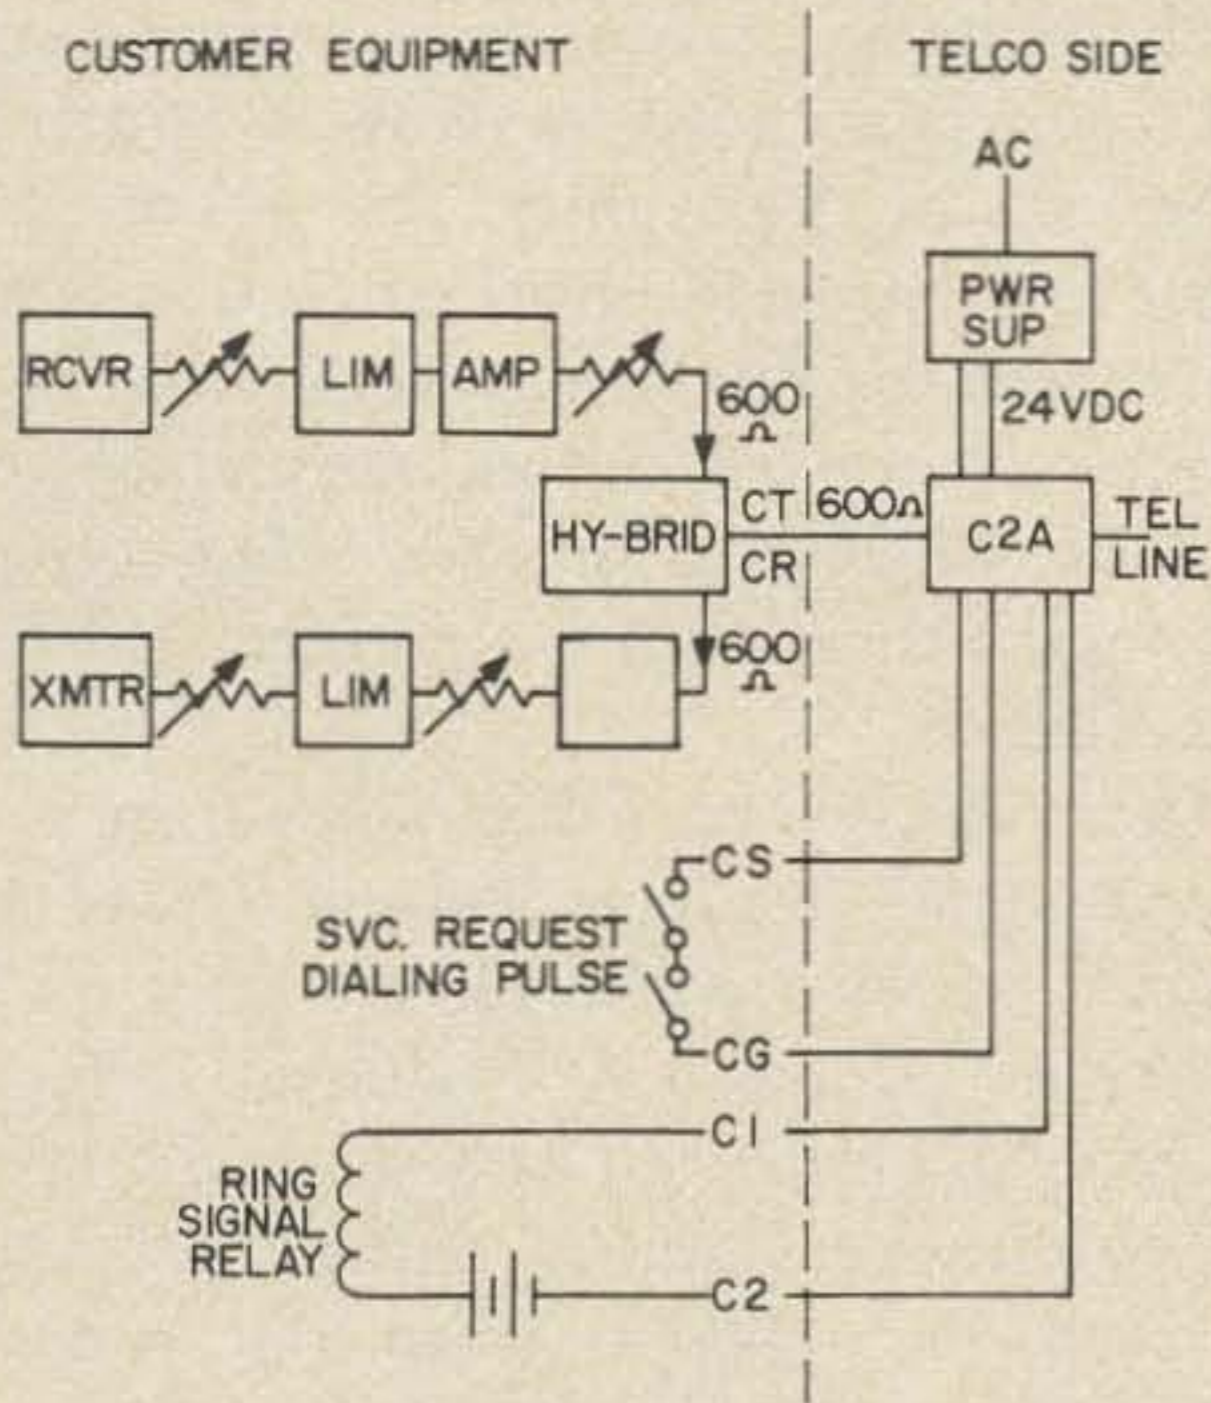 CUSTOMER EQUIPMENT
TELCO SIDE
AC
PWR
SUP
24VDC
RCVR
LIM
AMP
600
Ω
HY-BRID
CT
CR
600Ω
C2A
TEL
LINE
XMTR
LIM
600
Ω
CS
SVC. REQUEST
DIALING PULSE
CG
C1
RING
SIGNAL
RELAY
C2